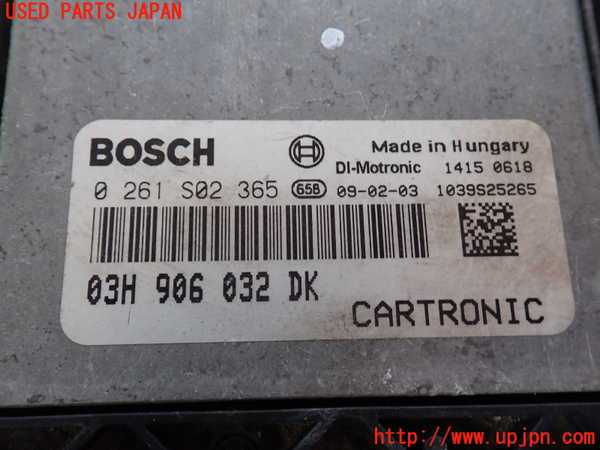 USED PARTS JAPAN
BOSCH
Made in Hungary
DI-Motronic 1415 0618
0 261 S02 365 65B 09-02-03 1039S25265
03H 906 032 DK
CARTRONIC
http://www.upjpn.com/